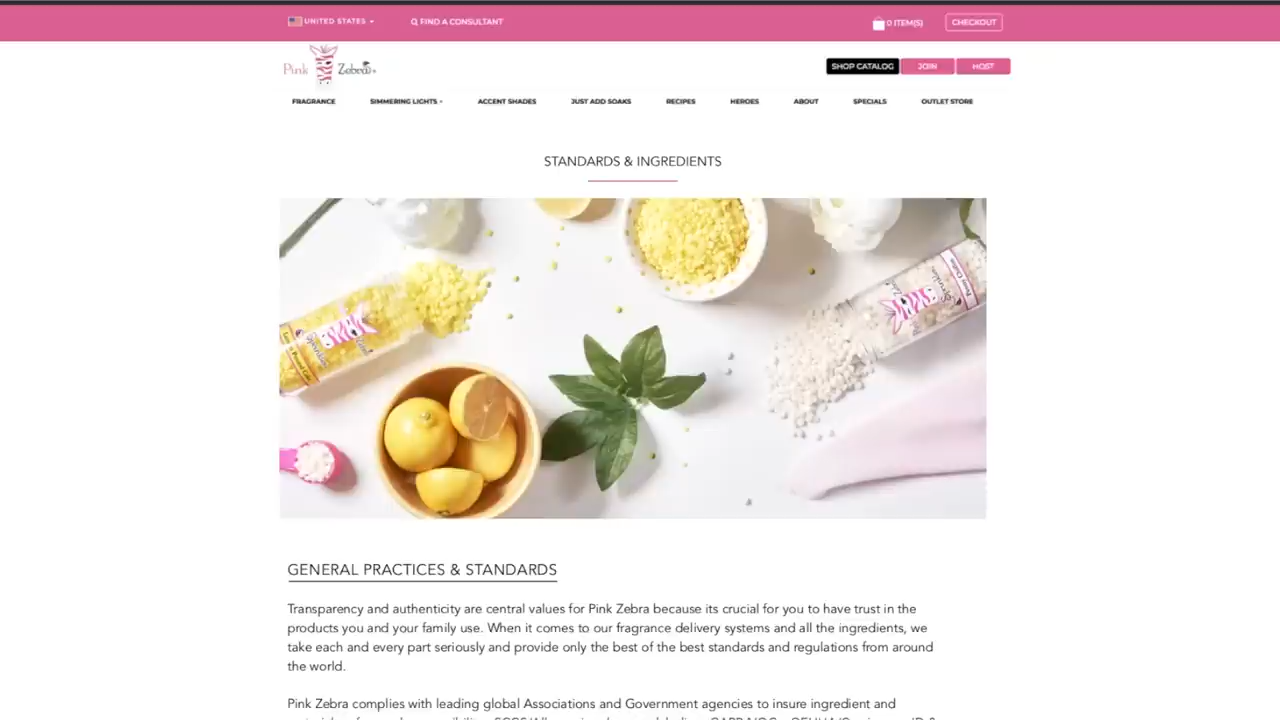 UNITED STATES
FIND A CONSULTANT
0 ITEM(S)
CHECKOUT
Pink Zebra
SHOP CATALOG
JOIN
HOST
FRAGRANCE
SIMMERING LIGHTS
ACCENT SHADES
JUST ADD SOAKS
RECIPES
HEROES
ABOUT
SPECIALS
OUTLET STORE
STANDARDS & INGREDIENTS
GENERAL PRACTICES & STANDARDS
Transparency and authenticity are central values for Pink Zebra because its crucial for you to have trust in the
products you and your family use. When it comes to our fragrance delivery systems and all the ingredients, we
take each and every part seriously and provide only the best of the best standards and regulations from around
the world.
Pink Zebra complies with leading global Associations and Government agencies to insure ingredient and